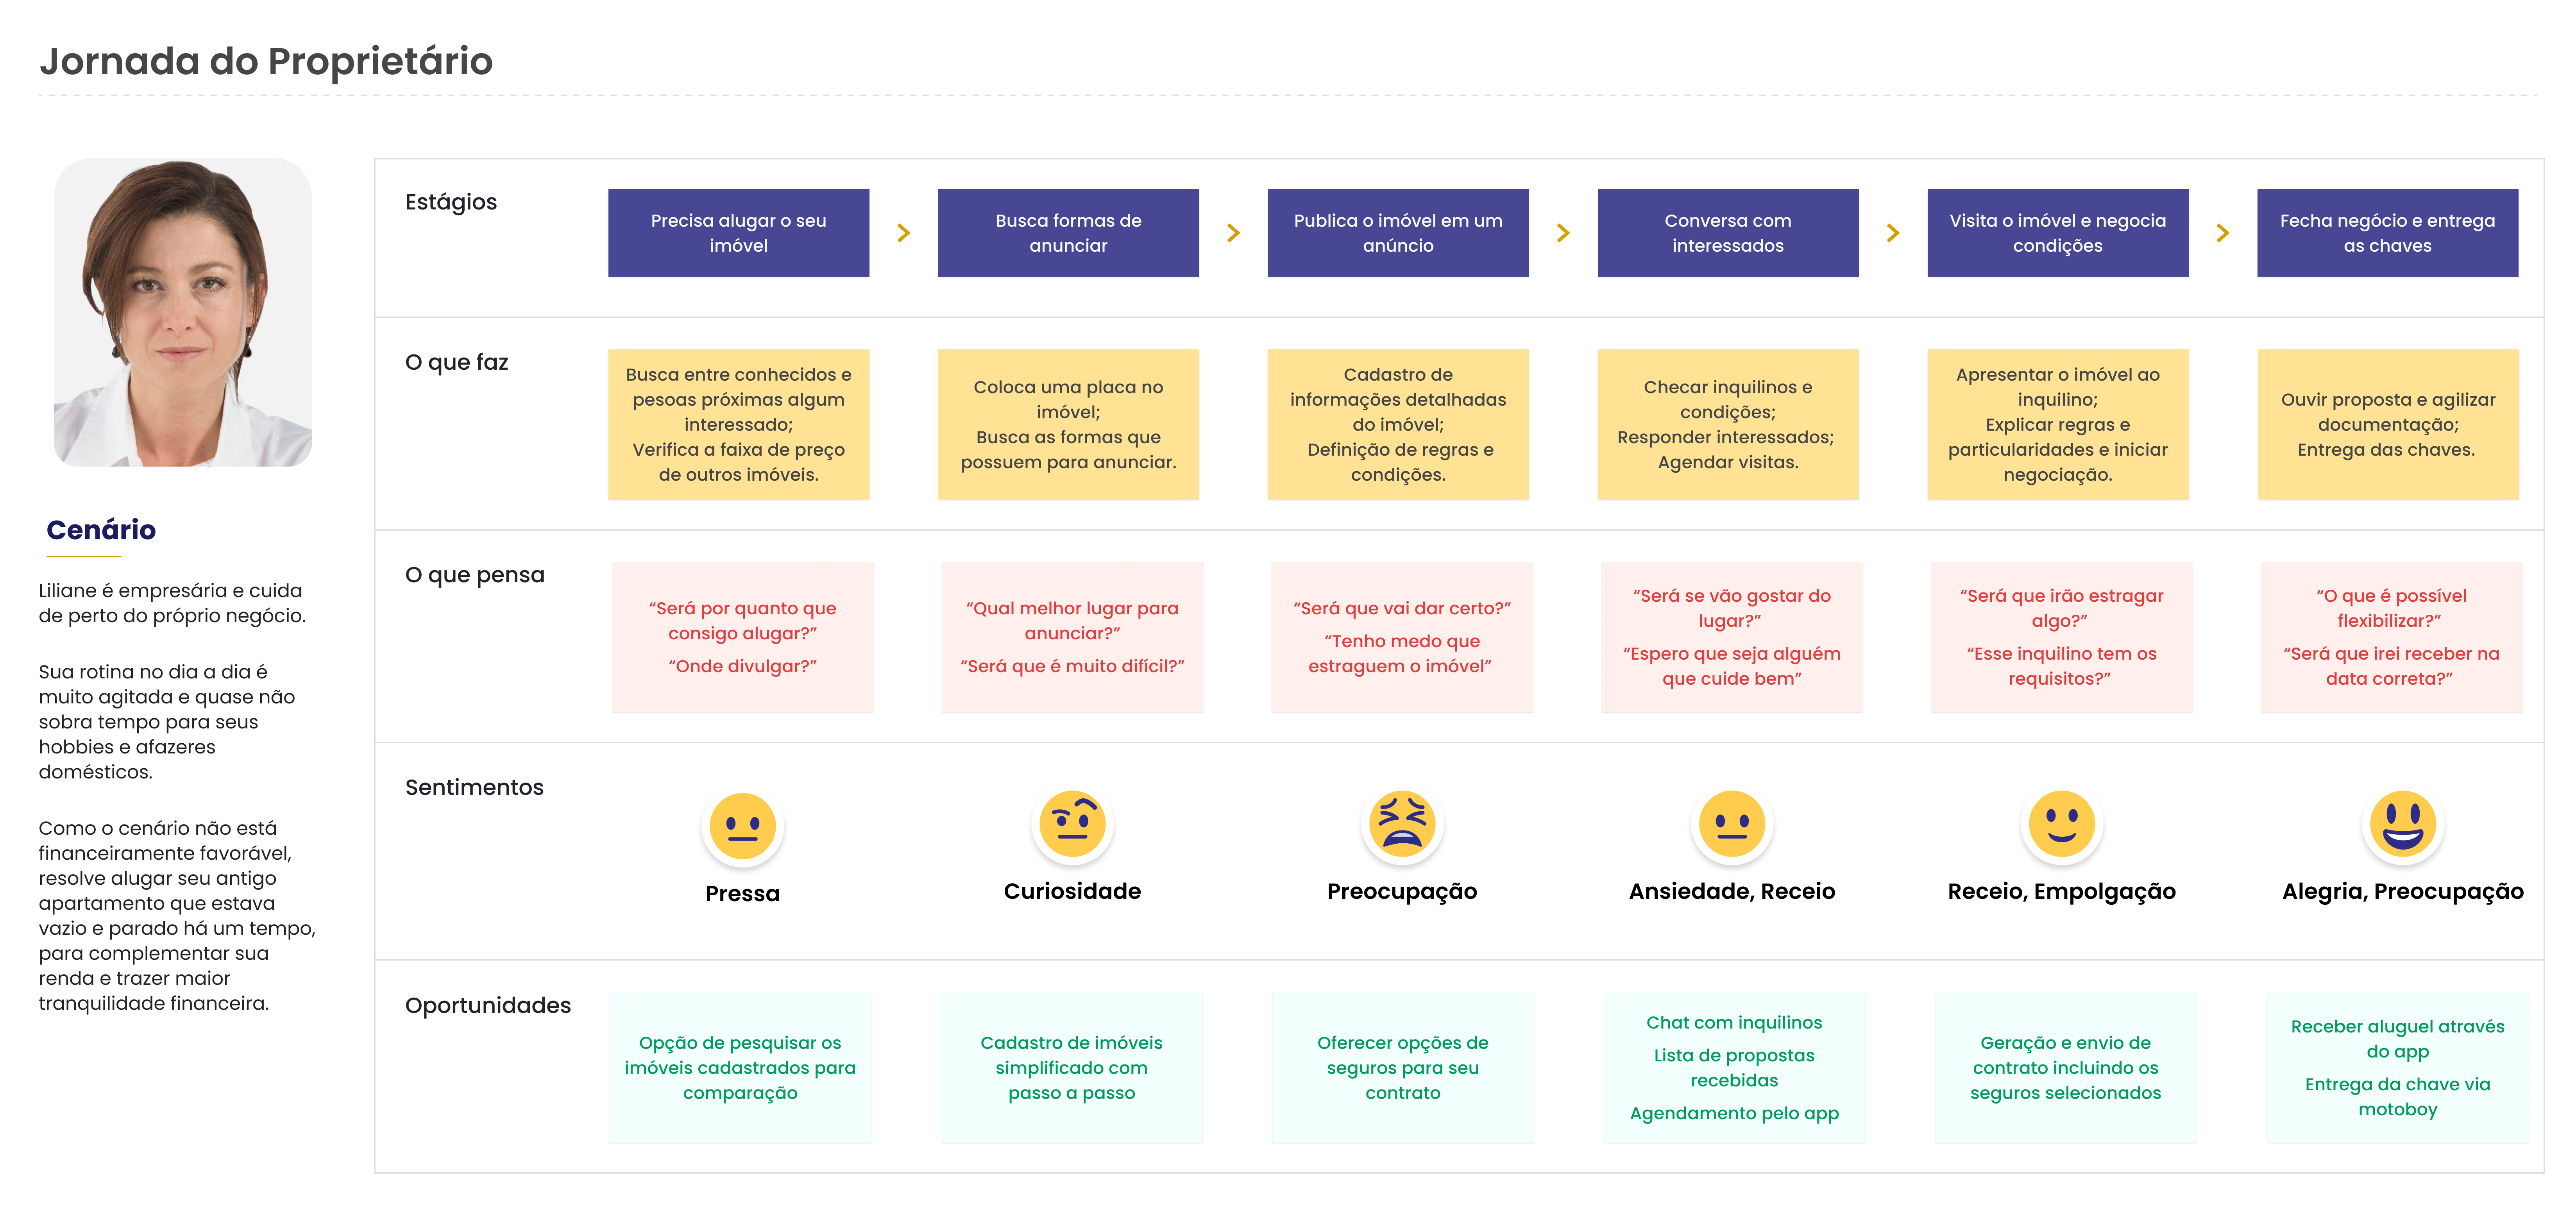 Jornada do Proprietário
Cenário
Liliane é empresária e cuida
de perto do próprio negócio.
Sua rotina no dia a dia é
muito agitada e quase não
sobra tempo para seus
hobbies e afazeres
domésticos.
Como o cenário não está
financeiramente favorável,
resolve alugar seu antigo
apartamento que estava
vazio e parado há um tempo,
para complementar sua
renda e trazer maior
tranquilidade financeira.
Estágios
Precisa alugar o seu
imóvel
Busca formas de
anunciar
Publica o imóvel em um
anúncio
Conversa com
interessados
Visita o imóvel e negocia
condições
Fecha negócio e entrega
as chaves
O que faz
Busca entre conhecidos e
pesoas próximas algum
interessado;
Verifica a faixa de preço
de outros imóveis.
Coloca uma placa no
imóvel;
Busca as formas que
possuem para anunciar.
Cadastro de
informações detalhadas
do imóvel;
Definição de regras e
condições.
Checar inquilinos e
condições;
Responder interessados;
Agendar visitas.
Apresentar o imóvel ao
inquilino;
Explicar regras e
particularidades e iniciar
negociação.
Ouvir proposta e agilizar
documentação;
Entrega das chaves.
O que pensa
“Será por quanto que
consigo alugar?”
“Onde divulgar?”
“Qual melhor lugar para
anunciar?”
“Será que é muito difícil?”
“Será que vai dar certo?”
“Tenho medo que
estraguem o imóvel”
“Será se vão gostar do
lugar?”
“Espero que seja alguém
que cuide bem”
“Será que irão estragar
algo?”
“Esse inquilino tem os
requisitos?”
“O que é possível
flexibilizar?”
“Será que irei receber na
data correta?”
Sentimentos
Pressa
Curiosidade
Preocupação
Ansiedade, Receio
Receio, Empolgação
Alegria, Preocupação
Oportunidades
Opção de pesquisar os
imóveis cadastrados para
comparação
Cadastro de imóveis
simplificado com
passo a passo
Oferecer opções de
seguros para seu
contrato
Chat com inquilinos
Lista de propostas
recebidas
Agendamento pelo app
Geração e envio de
contrato incluindo os
seguros selecionados
Receber aluguel através
do app
Entrega da chave via
motoboy